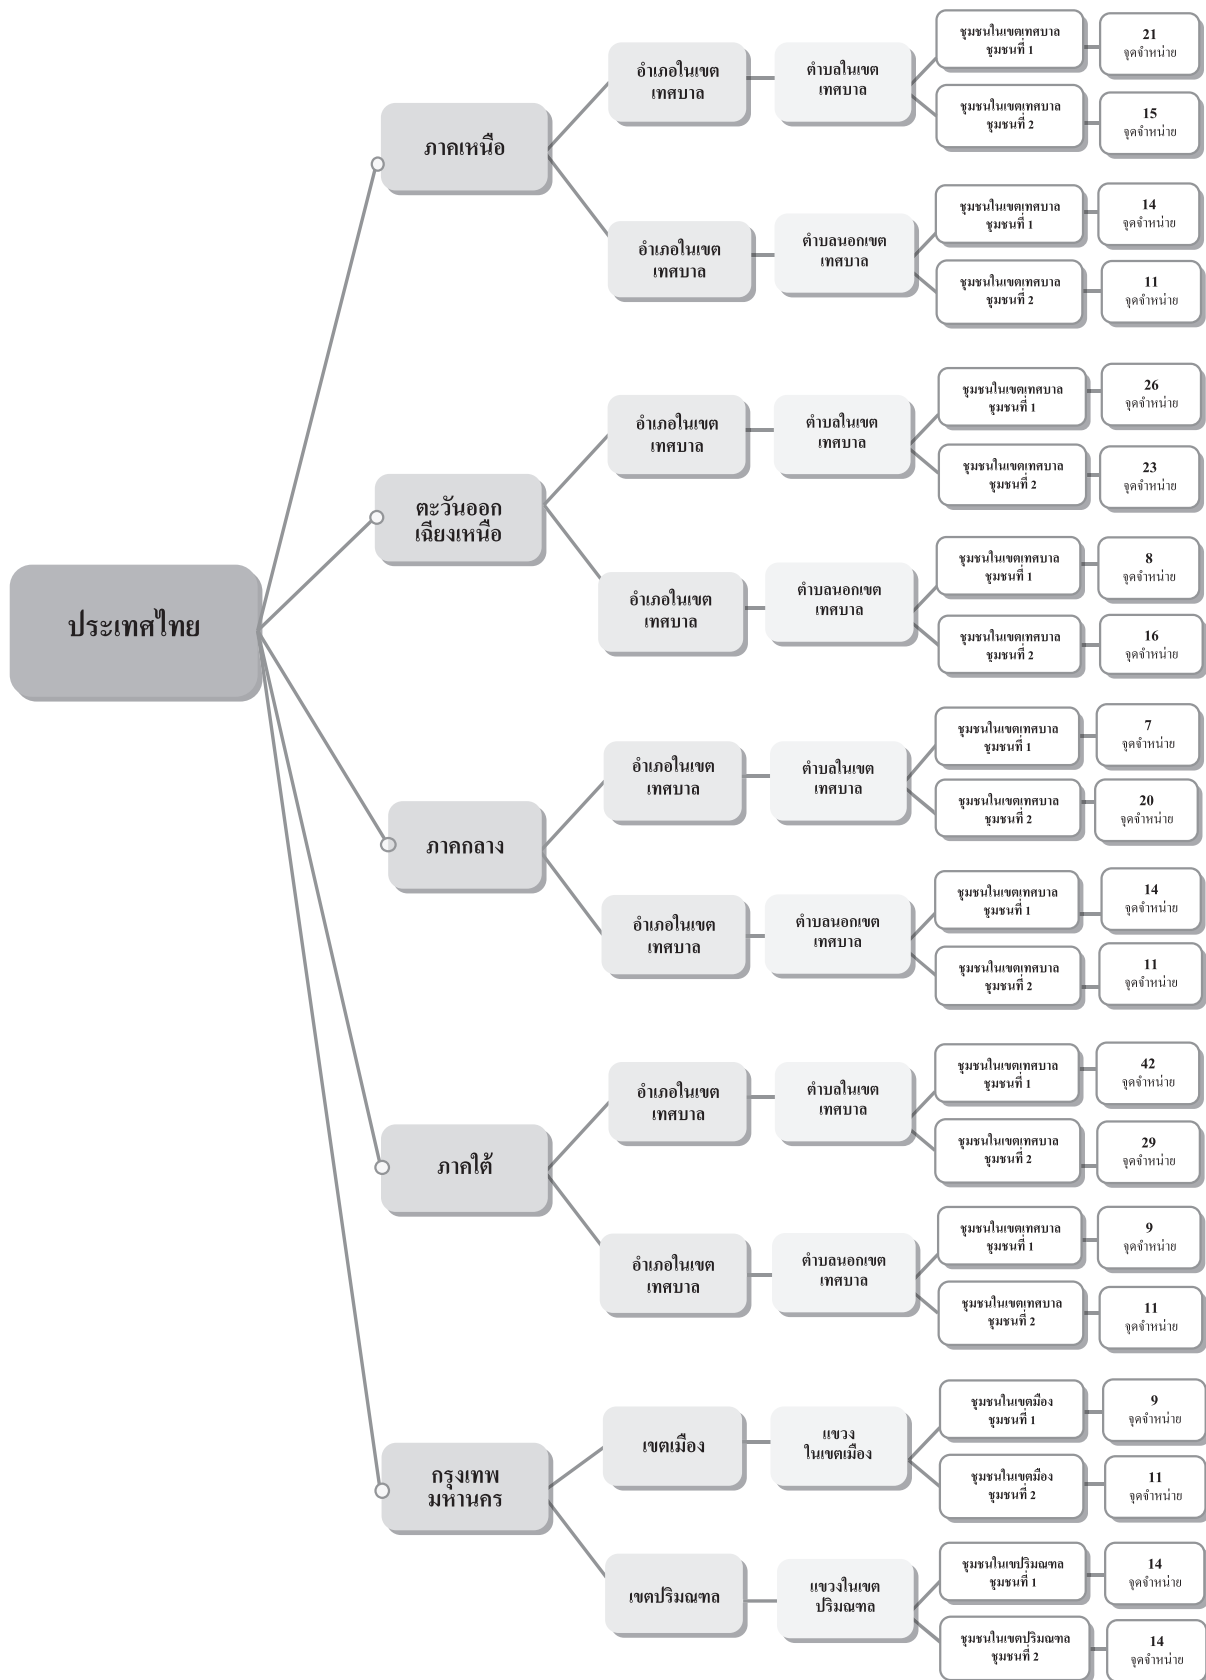 ประเทศไทย
ภาคเหนือ
อำเภอในเขต
เทศบาล
ตำบลในเขต
เทศบาล
ชุมชนในเขตเทศบาล
ชุมชนที่ 1
21
จุดจำหน่าย
ชุมชนในเขตเทศบาล
ชุมชนที่ 2
15
จุดจำหน่าย
อำเภอในเขต
เทศบาล
ตำบลนอกเขต
เทศบาล
ชุมชนในเขตเทศบาล
ชุมชนที่ 1
14
จุดจำหน่าย
ชุมชนในเขตเทศบาล
ชุมชนที่ 2
11
จุดจำหน่าย
ตะวันออก
เฉียงเหนือ
อำเภอในเขต
เทศบาล
ตำบลในเขต
เทศบาล
ชุมชนในเขตเทศบาล
ชุมชนที่ 1
26
จุดจำหน่าย
ชุมชนในเขตเทศบาล
ชุมชนที่ 2
23
จุดจำหน่าย
อำเภอในเขต
เทศบาล
ตำบลนอกเขต
เทศบาล
ชุมชนในเขตเทศบาล
ชุมชนที่ 1
8
จุดจำหน่าย
ชุมชนในเขตเทศบาล
ชุมชนที่ 2
16
จุดจำหน่าย
ภาคกลาง
อำเภอในเขต
เทศบาล
ตำบลในเขต
เทศบาล
ชุมชนในเขตเทศบาล
ชุมชนที่ 1
7
จุดจำหน่าย
ชุมชนในเขตเทศบาล
ชุมชนที่ 2
20
จุดจำหน่าย
อำเภอในเขต
เทศบาล
ตำบลนอกเขต
เทศบาล
ชุมชนในเขตเทศบาล
ชุมชนที่ 1
14
จุดจำหน่าย
ชุมชนในเขตเทศบาล
ชุมชนที่ 2
11
จุดจำหน่าย
ภาคใต้
อำเภอในเขต
เทศบาล
ตำบลในเขต
เทศบาล
ชุมชนในเขตเทศบาล
ชุมชนที่ 1
42
จุดจำหน่าย
ชุมชนในเขตเทศบาล
ชุมชนที่ 2
29
จุดจำหน่าย
อำเภอในเขต
เทศบาล
ตำบลนอกเขต
เทศบาล
ชุมชนในเขตเทศบาล
ชุมชนที่ 1
9
จุดจำหน่าย
ชุมชนในเขตเทศบาล
ชุมชนที่ 2
11
จุดจำหน่าย
กรุงเทพ
มหานคร
เขตเมือง
แขวง
ในเขตเมือง
ชุมชนในเขตมือง
ชุมชนที่ 1
9
จุดจำหน่าย
ชุมชนในเขตมือง
ชุมชนที่ 2
11
จุดจำหน่าย
เขตปริมณฑล
แขวงในเขต
ปริมณฑล
ชุมชนในเขปริมณฑล
ชุมชนที่ 1
14
จุดจำหน่าย
ชุมชนในเขตปริมณฑล
ชุมชนที่ 2
14
จุดจำหน่าย